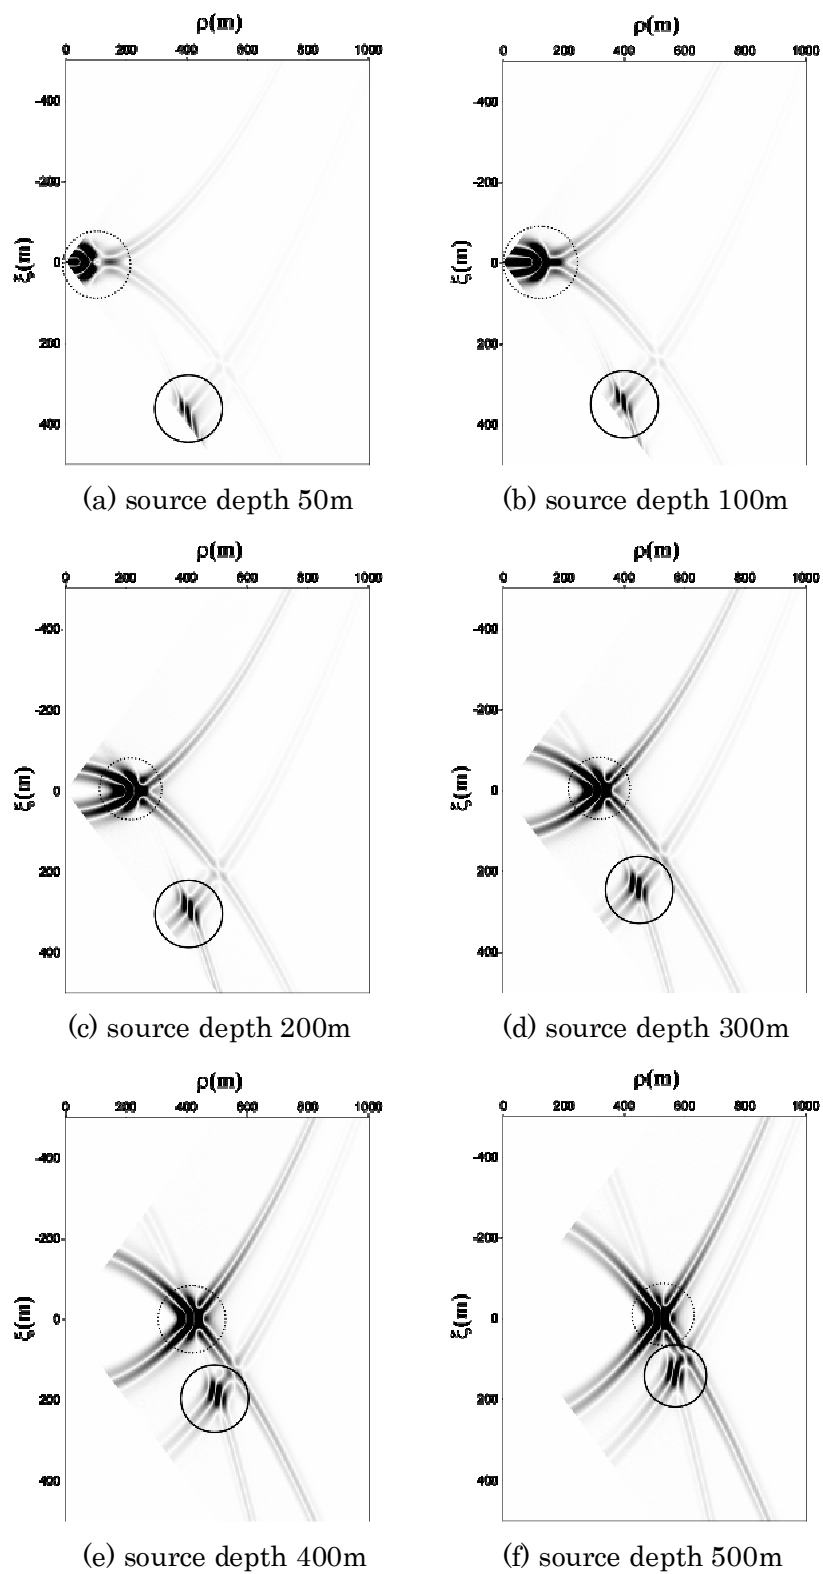 ρ(m) ρ(m)
0 200 400 600 800 1000 0 200 400 600 800 1000
-400 -400
-200 -200
ξ(m) 0 ξ(m) 0
200 200
400 400
(a) source depth 50m (b) source depth 100m
ρ(m) ρ(m)
0 200 400 600 800 1000 0 200 400 600 800 1000
-400 -400
-200 -200
ξ(m) 0 ξ(m) 0
200 200
400 400
(c) source depth 200m (d) source depth 300m
ρ(m) ρ(m)
0 200 400 600 800 1000 0 200 400 600 800 1000
-400 -400
-200 -200
ξ(m) 0 ξ(m) 0
200 200
400 400
(e) source depth 400m (f) source depth 500m